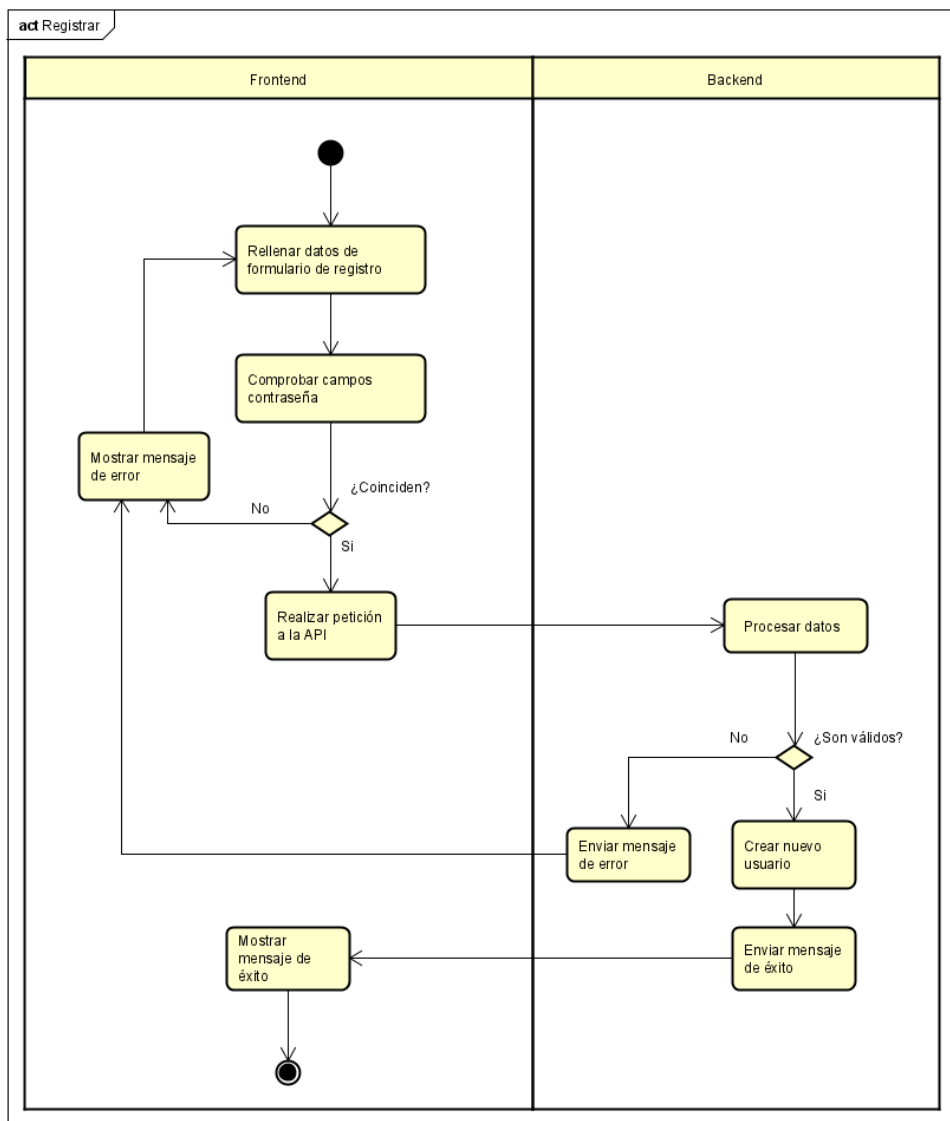 act Registrar
Frontend
Backend
Rellenar datos de
formulario de registro
Comprobar campos
contraseña
Mostrar mensaje
de error
¿Coinciden?
No
Si
Realizar petición
a la API
Procesar datos
¿Son válidos?
No
Si
Enviar mensaje
de error
Crear nuevo
usuario
Mostrar
mensaje de
éxito
Enviar mensaje
de éxito